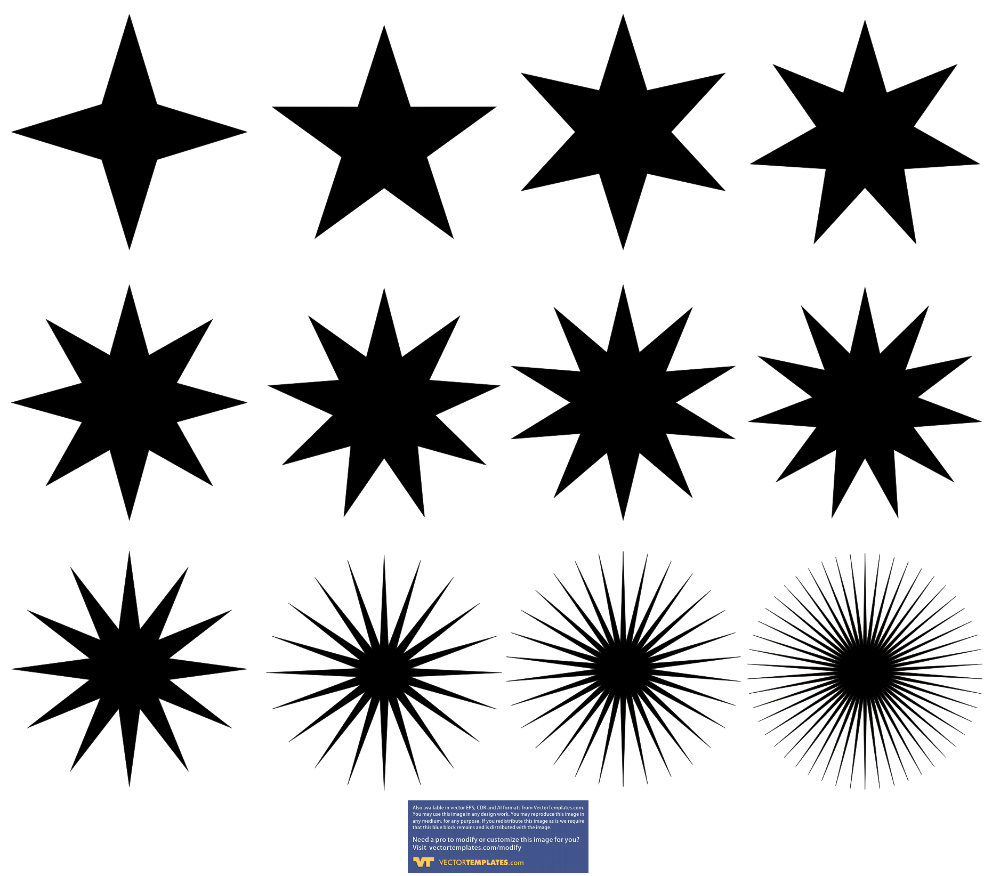 Also available in vector EPS, CDR and AI formats from VectorTemplates.com.
You may use this image in any design work. You may reproduce this image in
any medium, for any purpose. If you redistribute this image as is we require
that this blue block remains and is distributed with the image.
Need a pro to modify or customize this image for you?
Visit vectortemplates.com/modify
VT VECTORTEMPLATES.com